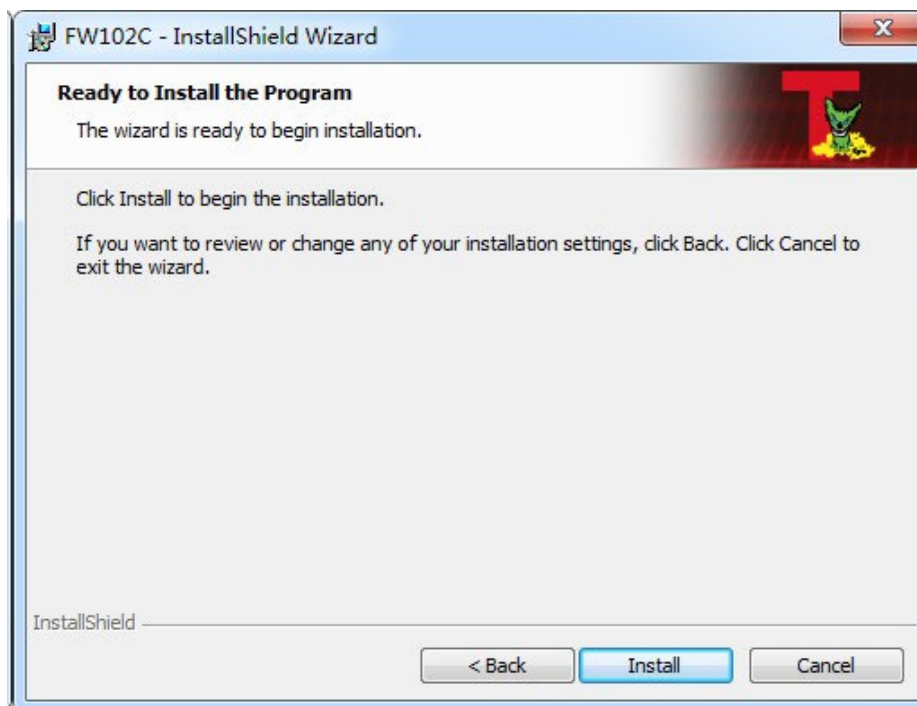 FW102C - InstallShield Wizard
Ready to Install the Program
The wizard is ready to begin installation.
Click Install to begin the installation.
If you want to review or change any of your installation settings, click Back. Click Cancel to
exit the wizard.
InstallShield
< Back
Install
Cancel